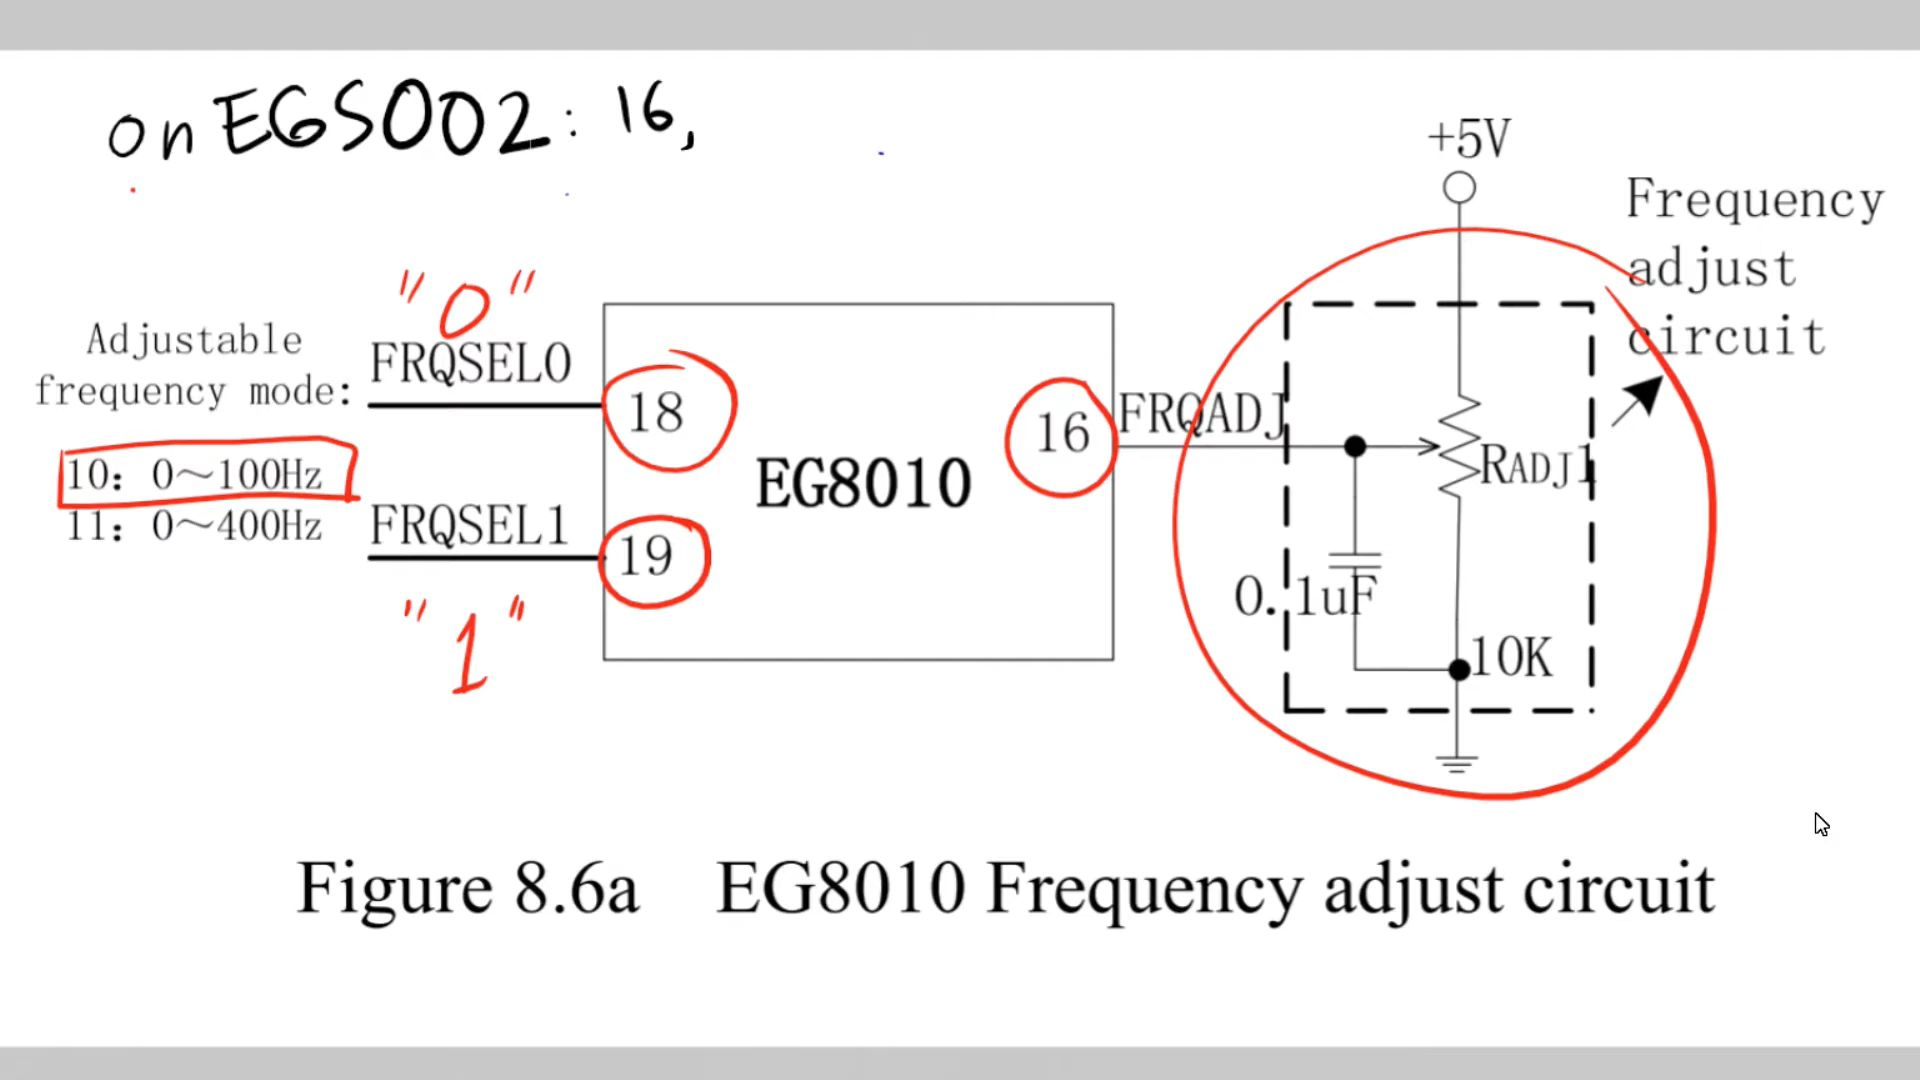 on EGS002: 16,
+5V
Frequency
adjust
circuit
"0"
Adjustable
frequency mode:
FRQSEL0
18
16
FRQADJ
10: 0~100Hz
11: 0~400Hz
EG8010
RADJ1
FRQSEL1
19
0.1uF
"1"
10K
Figure 8.6a EG8010 Frequency adjust circuit